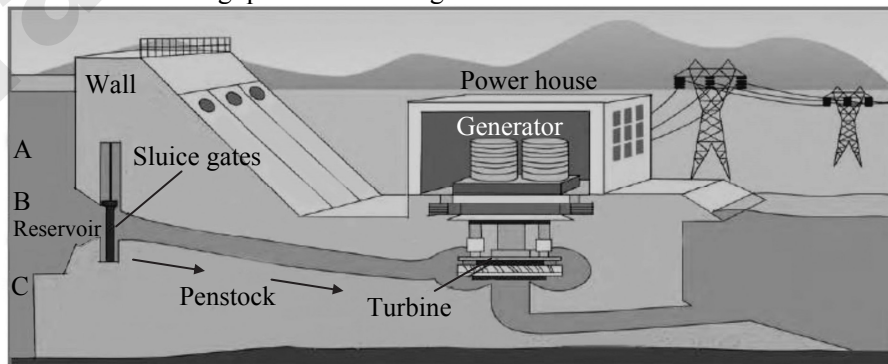 Wall
Power house
Generator
A
Sluice gates
B
Reservoir
C
Penstock
Turbine